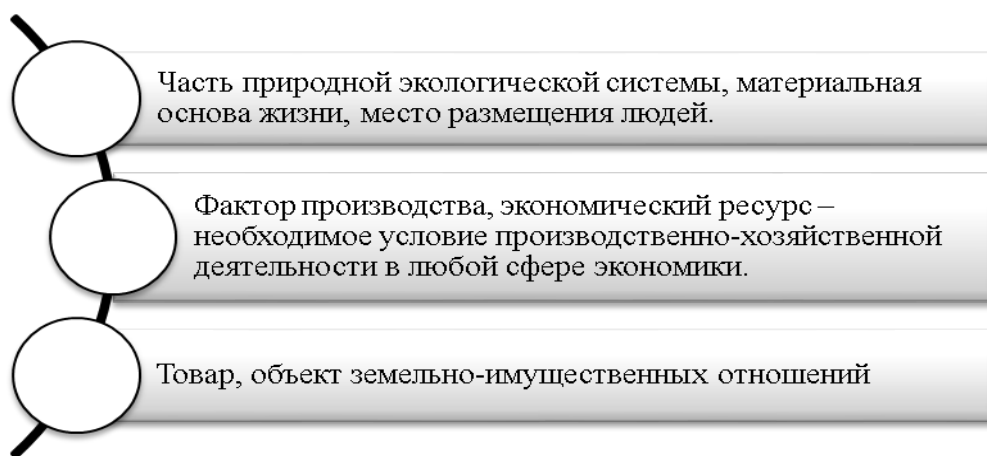 Часть природной экологической системы, материальная
основа жизни, место размещения людей.
Фактор производства, экономический ресурс –
необходимое условие производственно-хозяйственной
деятельности в любой сфере экономики.
Товар, объект земельно-имущественных отношений